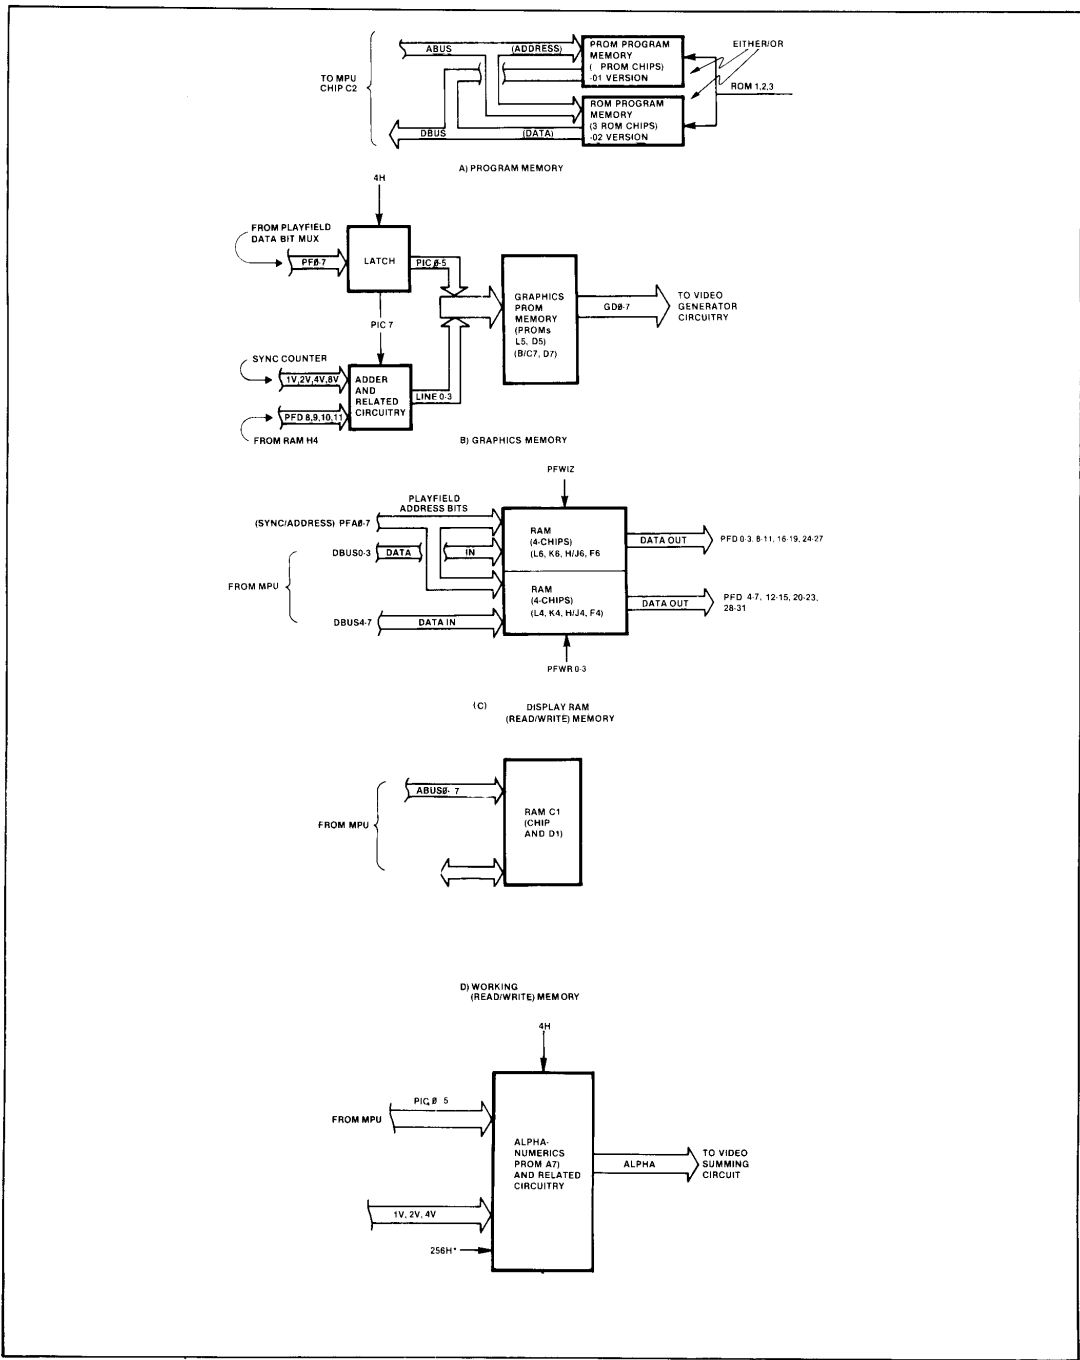 ABUS
(ADDRESS)
PROM PROGRAM
MEMORY
( PROM CHIPS)
-01 VERSION
EITHER/OR
TO MPU
CHIP C2
ROM 1,2,3
ROM PROGRAM
MEMORY
(3 ROM CHIPS)
-02 VERSION
DBUS
(DATA)
A) PROGRAM MEMORY
4H
FROM PLAYFIELD
DATA BIT MUX
PFØ-7
LATCH
PIC Ø-5
GRAPHICS
PROM
MEMORY
(PROMs
L5, D5)
(B/C7, D7)
GDØ-7
TO VIDEO
GENERATOR
CIRCUITRY
PIC 7
SYNC COUNTER
1V,2V,4V,8V
ADDER
AND
RELATED
CIRCUITRY
LINE 0-3
PFD 8,9,10,11
FROM RAM H4
B) GRAPHICS MEMORY
PFWIZ
PLAYFIELD
ADDRESS BITS
(SYNC/ADDRESS) PFAØ-7
RAM
(4-CHIPS)
(L6, K6, H/J6, F6)
DATA OUT
PFD 0-3, 8-11, 16-19, 24-27
DBUS0-3
DATA
IN
FROM MPU
RAM
(4-CHIPS)
(L4, K4, H/J4, F4)
DATA OUT
PFD 4-7, 12-15, 20-23,
28-31
DBUS4-7
DATA IN
PFWR 0-3
(C) DISPLAY RAM
(READ/WRITE) MEMORY
ABUSØ- 7
FROM MPU
RAM C1
(CHIP
AND D1)
D) WORKING
(READ/WRITE) MEMORY
4H
PIC Ø 5
FROM MPU
ALPHA-
NUMERICS
PROM A7)
AND RELATED
CIRCUITRY
ALPHA
TO VIDEO
SUMMING
CIRCUIT
1V, 2V, 4V
256H*